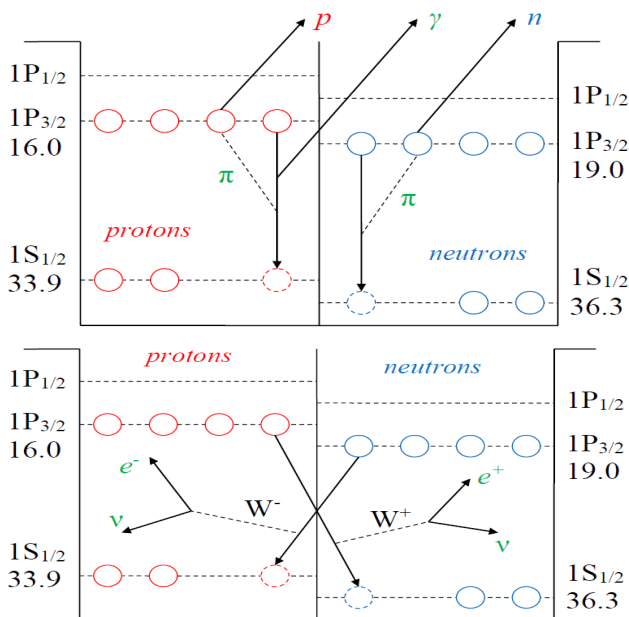 p γ n
1P1/2
1P1/2
1P3/2
16.0
1P3/2
19.0
π
π
protons
neutrons
1S1/2
33.9
1S1/2
36.3
protons
neutrons
1P1/2
1P1/2
1P3/2
16.0
1P3/2
19.0
e-
e+
W-
W+
ν
ν
1S1/2
33.9
1S1/2
36.3